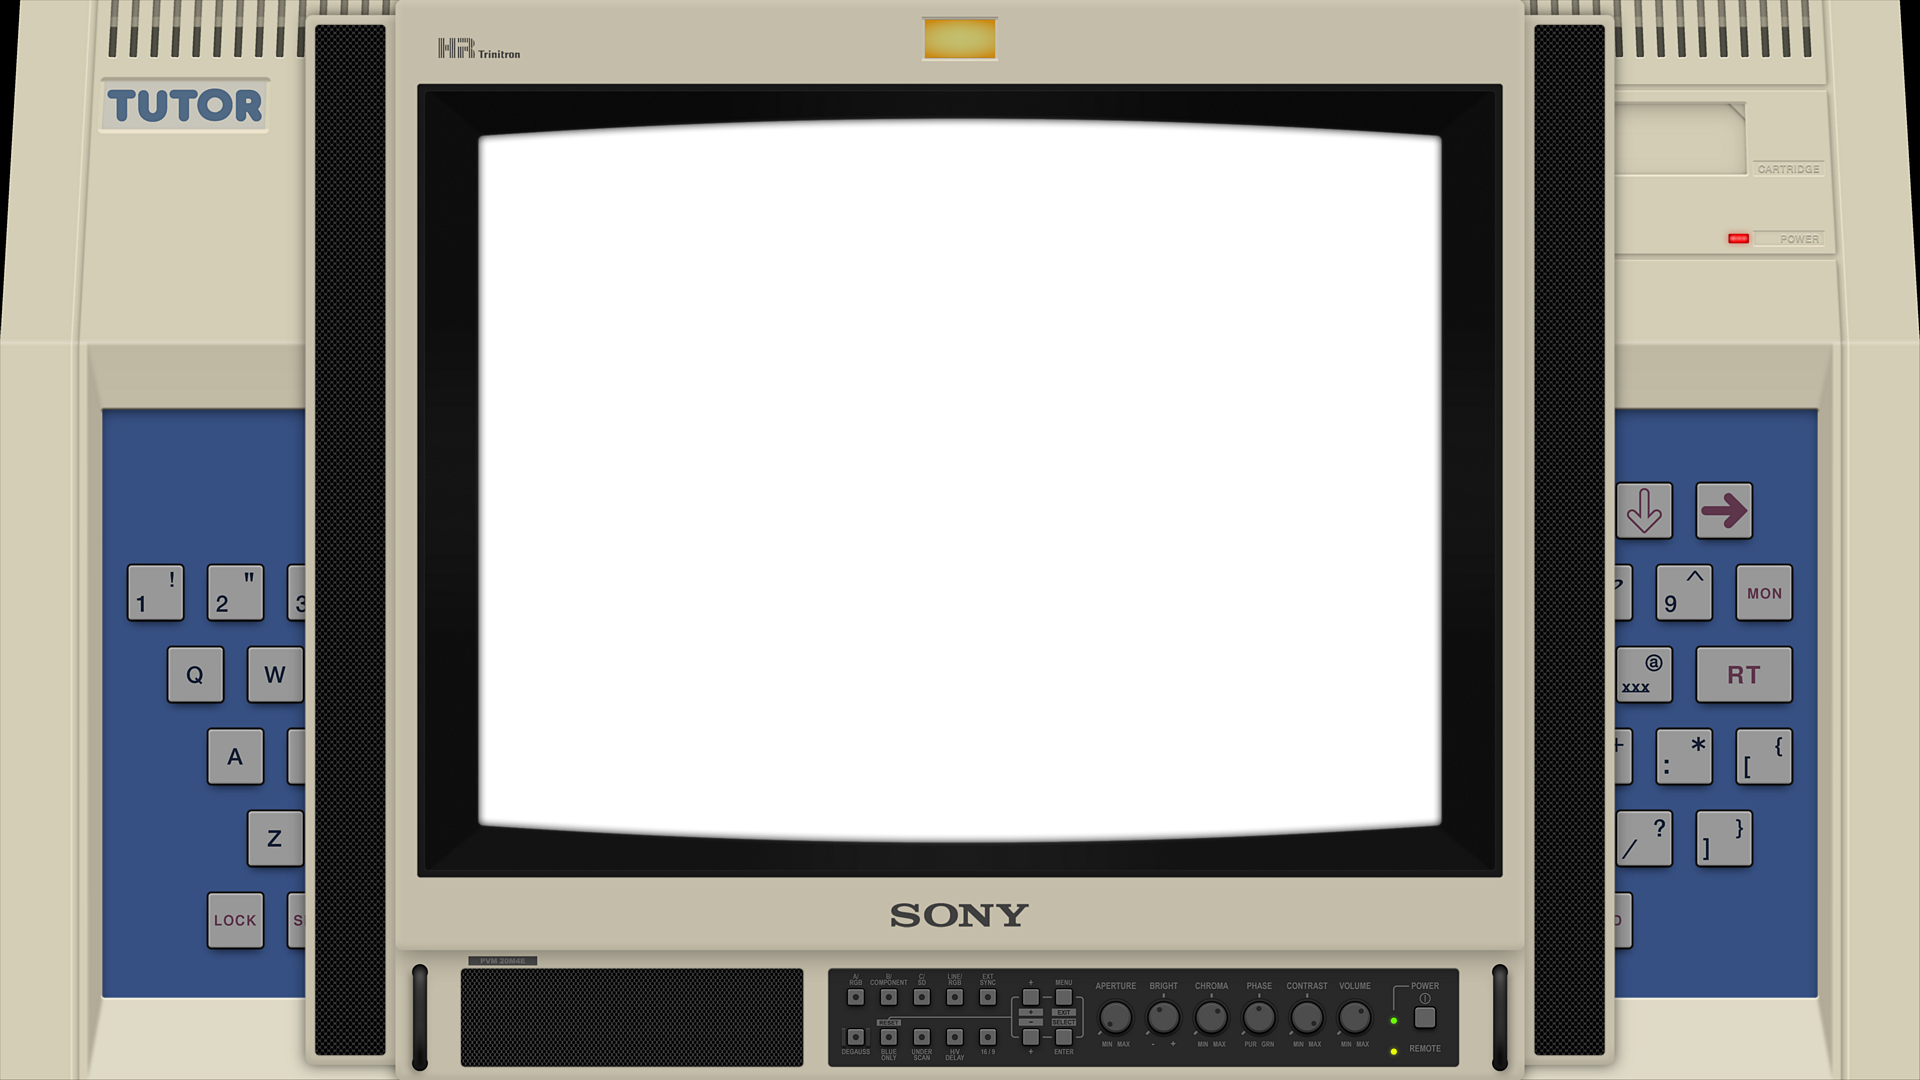 HR Trinitron
TUTOR
CARTRIDGE
POWER
! 1
" 2
3
^ 9
MON
Q
W
@ xxx
RT
A
* :
{ [
Z
? /
} ]
LOCK
SONY
PVM 20M4E
A/ RGB
B/ COMPONENT
C/ SD
LINE/ RGB
EXT SYNC
+
MENU
APERTURE
BRIGHT
CHROMA
PHASE
CONTRAST
VOLUME
POWER
+
EXIT
RESET
−
SELECT
DEGAUSS
BLUE ONLY
UNDER SCAN
H/V DELAY
16 / 9
+
ENTER
MIN MAX
- +
MIN MAX
PUR GRN
MIN MAX
MIN MAX
REMOTE